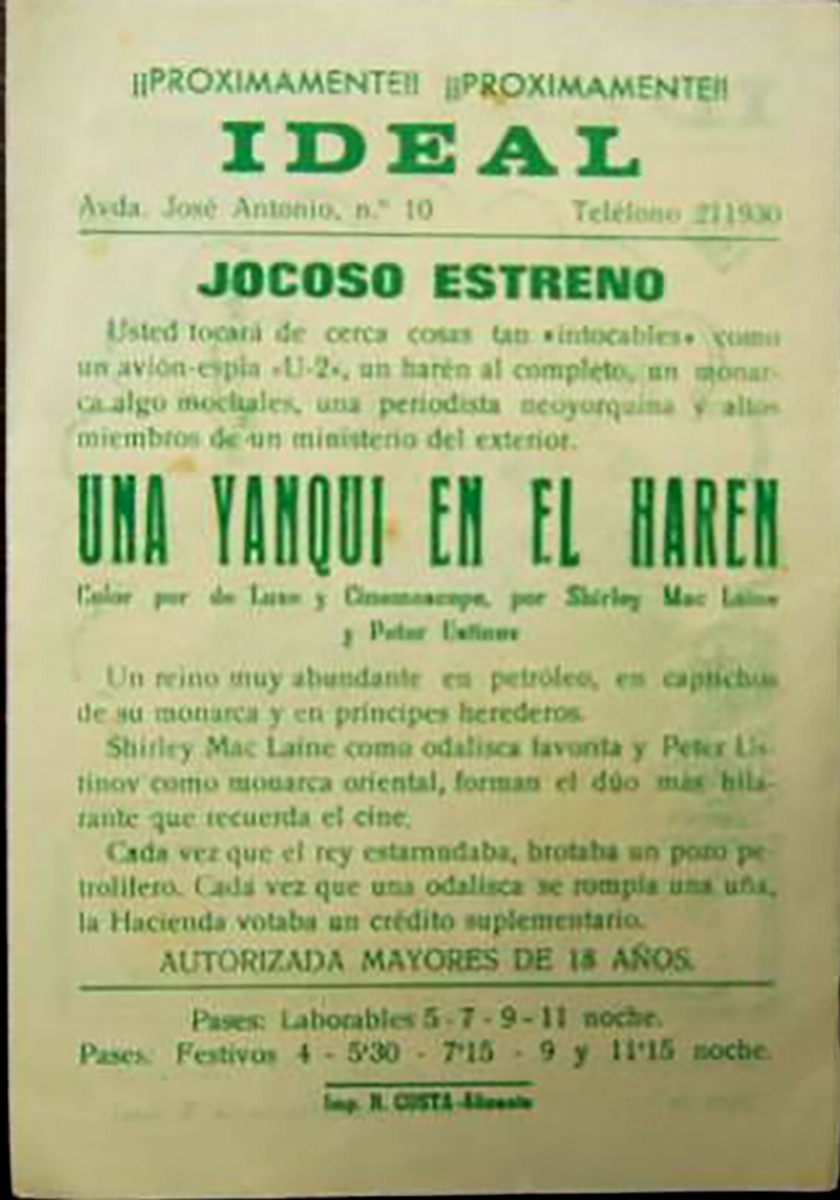 ¡¡PROXIMAMENTE!! ¡¡PROXIMAMENTE!!
IDEAL
Avda. José Antonio, n.º 10 Teléfono 211930
JOCOSO ESTRENO
Usted tocará de cerca cosas tan «intocables» como
un avión-espía «U-2», un harén al completo, un monar-
ca algo mochales, una periodista neoyorquina y altos
miembros de un ministerio del exterior.
UNA YANQUI EN EL HAREN
Color por de Luxe y Cinemascope, por Shirley Mac Laine
y Peter Ustinov
Un reino muy abundante en petróleo, en caprichos
de su monarca y en príncipes herederos.
Shirley Mac Laine como odalisca favorita y Peter Us-
tinov como monarca oriental, forman el dúo más hila-
rante que recuerda el cine.
Cada vez que el rey estornudaba, brotaba un pozo pe-
trolífero. Cada vez que una odalisca se rompía una uña,
la Hacienda votaba un crédito suplementario.
AUTORIZADA MAYORES DE 18 AÑOS.
Pases: Laborables 5 - 7 - 9 - 11 noche.
Pases: Festivos 4 - 5'30 - 7'15 - 9 y 11'15 noche.
Imp. R. COSTA-Alicante